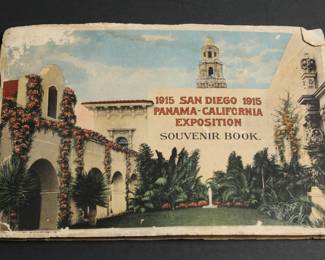 1915 SAN DIEGO 1915
PANAMA-CALIFORNIA
EXPOSITION
SOUVENIR BOOK.